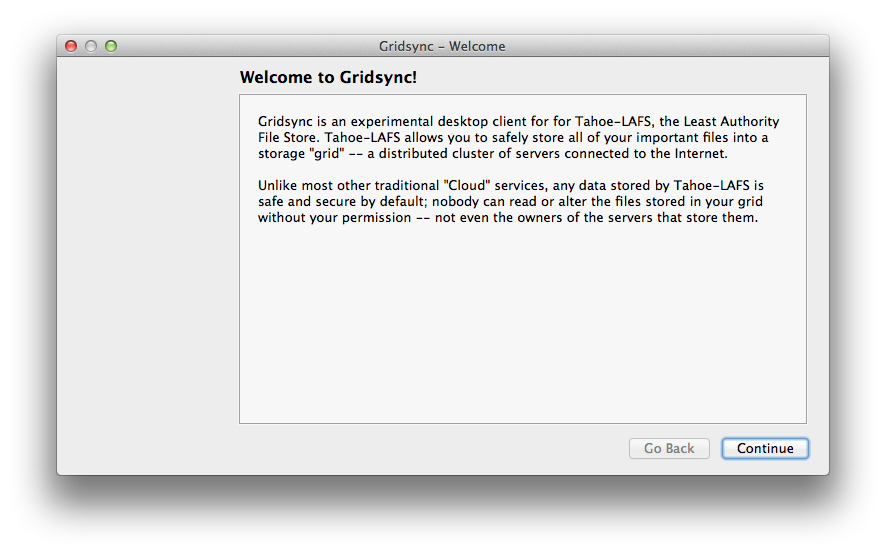 Gridsync – Welcome
Welcome to Gridsync!
Gridsync is an experimental desktop client for for Tahoe-LAFS, the Least Authority
File Store. Tahoe-LAFS allows you to safely store all of your important files into a
storage "grid" -- a distributed cluster of servers connected to the Internet.
Unlike most other traditional "Cloud" services, any data stored by Tahoe-LAFS is
safe and secure by default; nobody can read or alter the files stored in your grid
without your permission -- not even the owners of the servers that store them.
Go Back
Continue